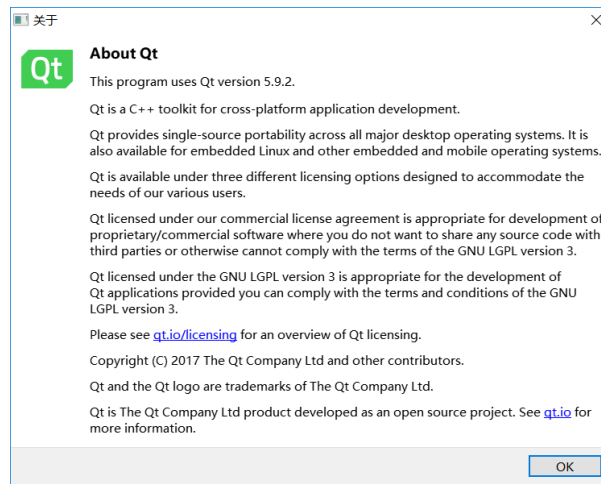 关于
Qt
About Qt
This program uses Qt version 5.9.2.
Qt is a C++ toolkit for cross-platform application development.
Qt provides single-source portability across all major desktop operating systems. It is
also available for embedded Linux and other embedded and mobile operating systems.
Qt is available under three different licensing options designed to accommodate the
needs of our various users.
Qt licensed under our commercial license agreement is appropriate for development of
proprietary/commercial software where you do not want to share any source code with
third parties or otherwise cannot comply with the terms of the GNU LGPL version 3.
Qt licensed under the GNU LGPL version 3 is appropriate for the development of
Qt applications provided you can comply with the terms and conditions of the GNU
LGPL version 3.
Please see qt.io/licensing for an overview of Qt licensing.
Copyright (C) 2017 The Qt Company Ltd and other contributors.
Qt and the Qt logo are trademarks of The Qt Company Ltd.
Qt is The Qt Company Ltd product developed as an open source project. See qt.io for
more information.
OK